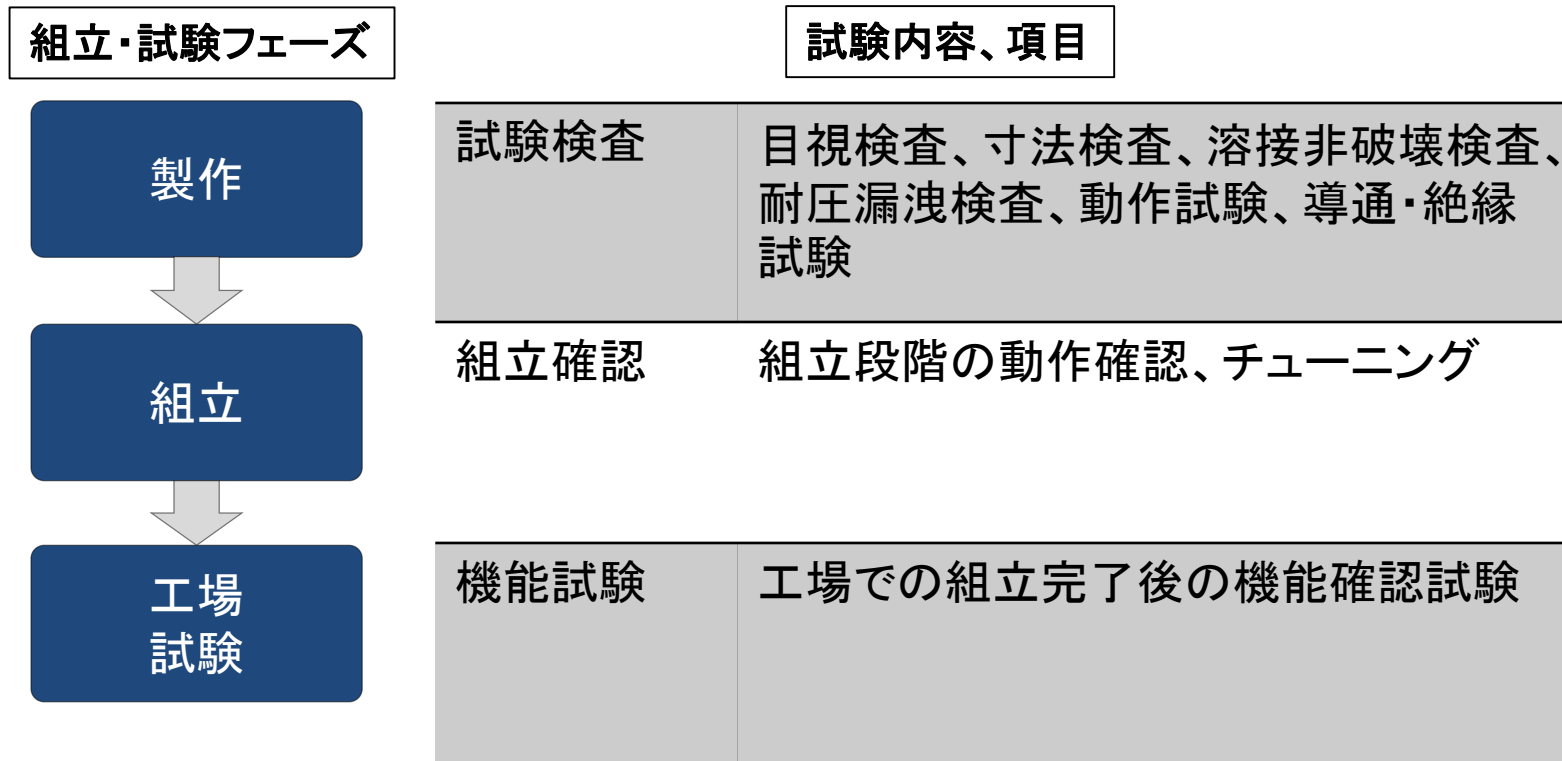 組立・試験フェーズ
試験内容、項目
製作
試験検査
目視検査、寸法検査、溶接非破壊検査、
耐圧漏洩検査、動作試験、導通・絶縁
試験
組立
組立確認
組立段階の動作確認、チューニング
工場
試験
機能試験
工場での組立完了後の機能確認試験